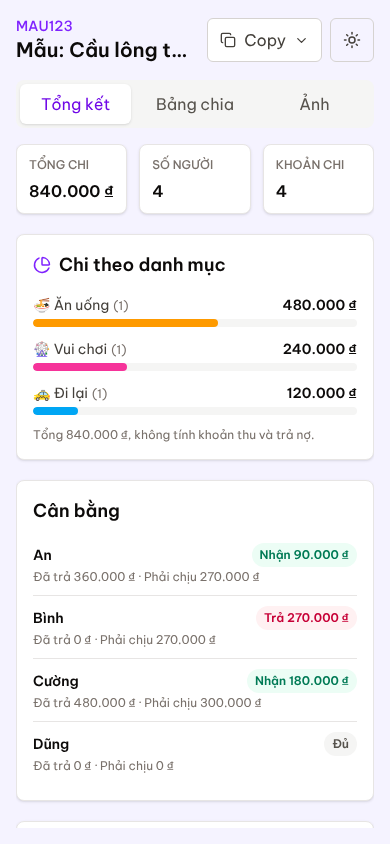 MAU123
Mẫu: Cầu lông t...
Copy
Tổng kết
Bảng chia
Ảnh
TỔNG CHI
840.000 ₫
SỐ NGƯỜI
4
KHOẢN CHI
4
Chi theo danh mục
Ăn uống (1)
480.000 ₫
Vui chơi (1)
240.000 ₫
Đi lại (1)
120.000 ₫
Tổng 840.000 ₫, không tính khoản thu và trả nợ.
Cân bằng
An
Nhận 90.000 ₫
Đã trả 360.000 ₫ · Phải chịu 270.000 ₫
Bình
Trả 270.000 ₫
Đã trả 0 ₫ · Phải chịu 270.000 ₫
Cường
Nhận 180.000 ₫
Đã trả 480.000 ₫ · Phải chịu 300.000 ₫
Dũng
Đủ
Đã trả 0 ₫ · Phải chịu 0 ₫